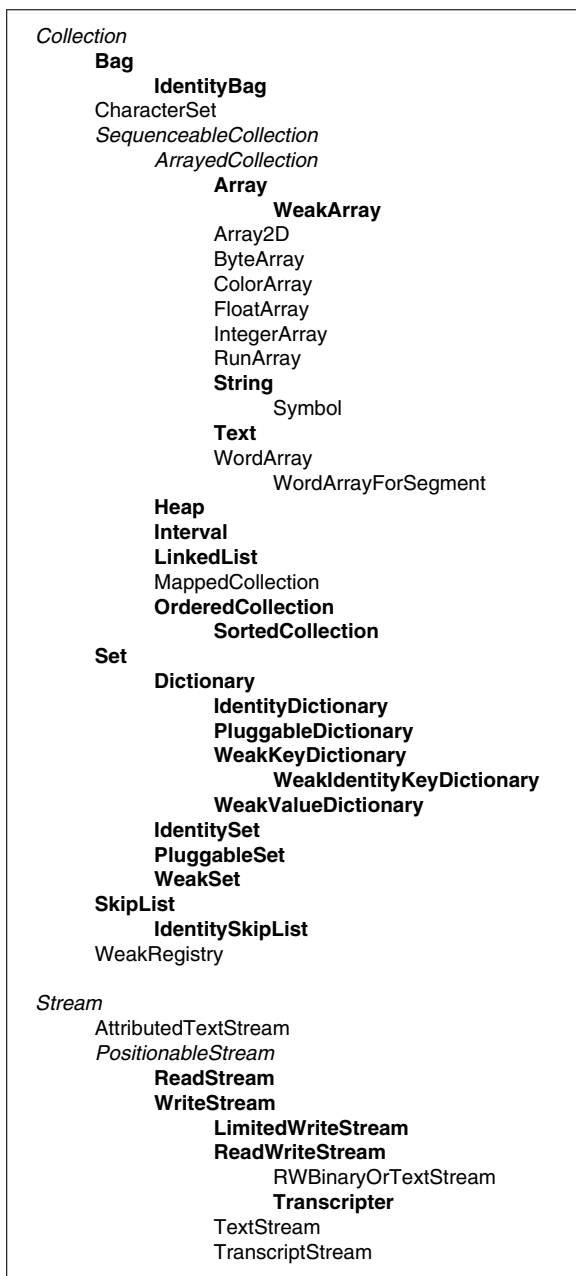 Collection
Bag
IdentityBag
CharacterSet
SequenceableCollection
ArrayedCollection
Array
WeakArray
Array2D
ByteArray
ColorArray
FloatArray
IntegerArray
RunArray
String
Symbol
Text
WordArray
WordArrayForSegment
Heap
Interval
LinkedList
MappedCollection
OrderedCollection
SortedCollection
Set
Dictionary
IdentityDictionary
PluggableDictionary
WeakKeyDictionary
WeakIdentityKeyDictionary
WeakValueDictionary
IdentitySet
PluggableSet
WeakSet
SkipList
IdentitySkipList
WeakRegistry
Stream
AttributedTextStream
PositionableStream
ReadStream
WriteStream
LimitedWriteStream
ReadWriteStream
RWBinaryOrTextStream
Transcripter
TextStream
TranscriptStream